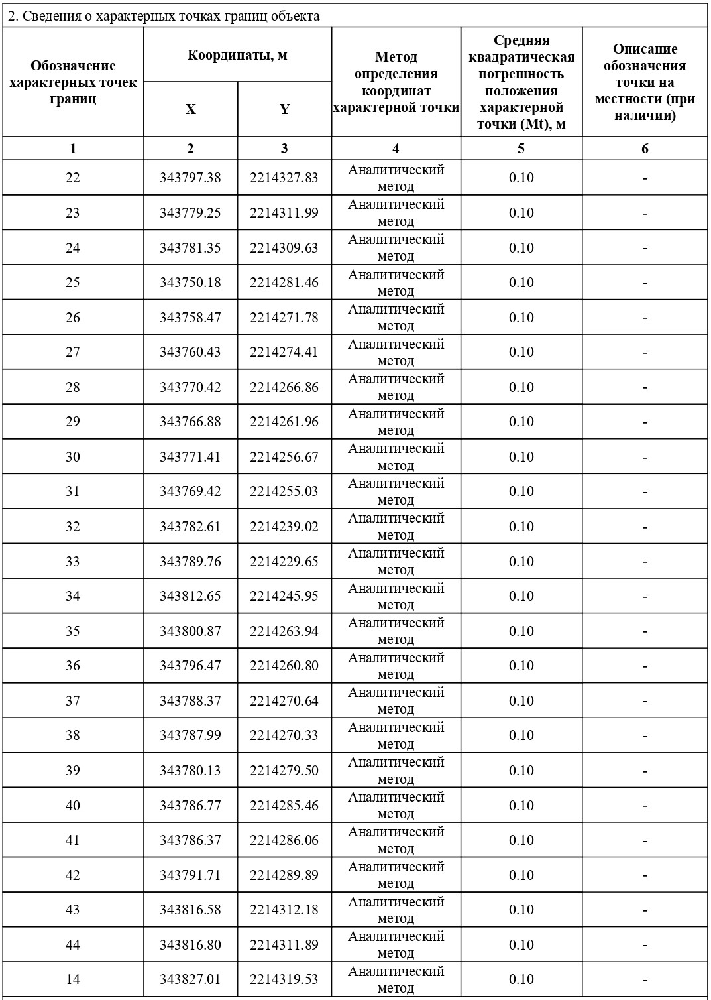 2. Сведения о характерных точках границ объекта
Обозначение характерных точек границ
Координаты, м
Метод определения координат характерной точки
Средняя квадратическая погрешность положения характерной точки (Mt), м
Описание обозначения точки на местности (при наличии)
X Y
1 2 3 4 5 6
22 343797.38 2214327.83 Аналитический метод 0.10 -
23 343779.25 2214311.99 Аналитический метод 0.10 -
24 343781.35 2214309.63 Аналитический метод 0.10 -
25 343750.18 2214281.46 Аналитический метод 0.10 -
26 343758.47 2214271.78 Аналитический метод 0.10 -
27 343760.43 2214274.41 Аналитический метод 0.10 -
28 343770.42 2214266.86 Аналитический метод 0.10 -
29 343766.88 2214261.96 Аналитический метод 0.10 -
30 343771.41 2214256.67 Аналитический метод 0.10 -
31 343769.42 2214255.03 Аналитический метод 0.10 -
32 343782.61 2214239.02 Аналитический метод 0.10 -
33 343789.76 2214229.65 Аналитический метод 0.10 -
34 343812.65 2214245.95 Аналитический метод 0.10 -
35 343800.87 2214263.94 Аналитический метод 0.10 -
36 343796.47 2214260.80 Аналитический метод 0.10 -
37 343788.37 2214270.64 Аналитический метод 0.10 -
38 343787.99 2214270.33 Аналитический метод 0.10 -
39 343780.13 2214279.50 Аналитический метод 0.10 -
40 343786.77 2214285.46 Аналитический метод 0.10 -
41 343786.37 2214286.06 Аналитический метод 0.10 -
42 343791.71 2214289.89 Аналитический метод 0.10 -
43 343816.58 2214312.18 Аналитический метод 0.10 -
44 343816.80 2214311.89 Аналитический метод 0.10 -
14 343827.01 2214319.53 Аналитический метод 0.10 -